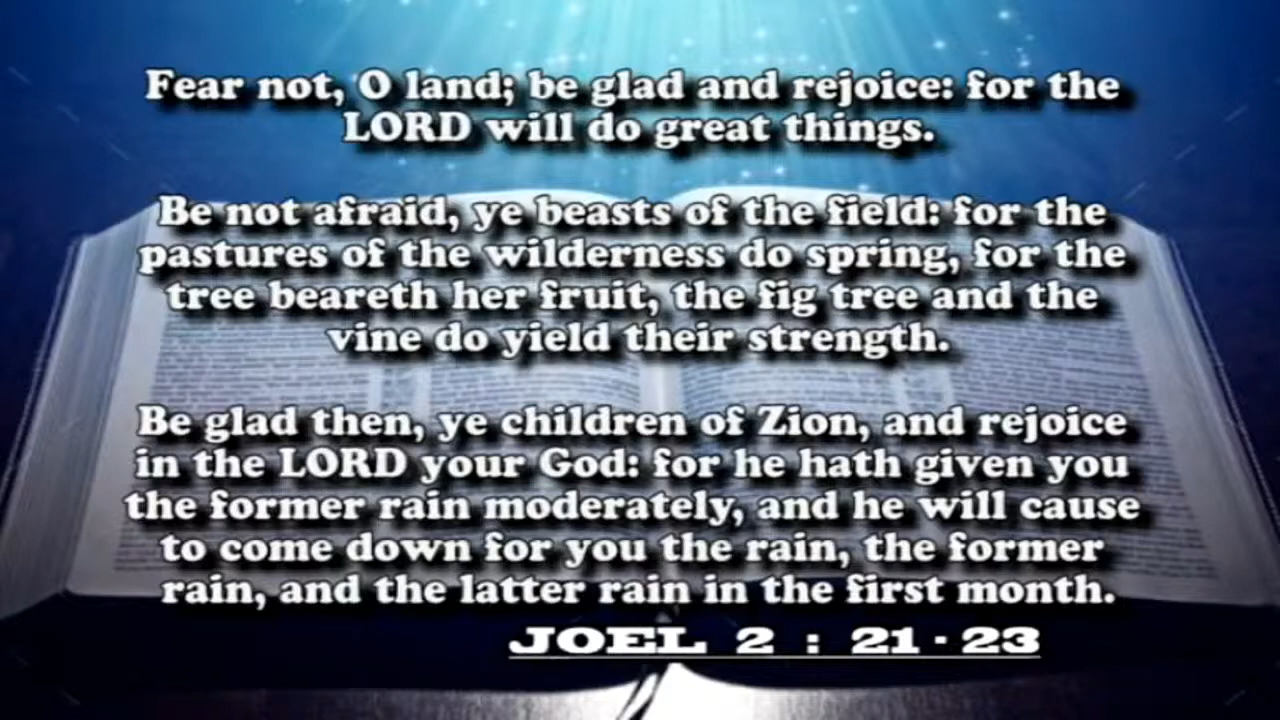 Fear not, O land; be glad and rejoice: for the
LORD will do great things.
Be not afraid, ye beasts of the field: for the
pastures of the wilderness do spring, for the
tree beareth her fruit, the fig tree and the
vine do yield their strength.
Be glad then, ye children of Zion, and rejoice
in the LORD your God: for he hath given you
the former rain moderately, and he will cause
to come down for you the rain, the former
rain, and the latter rain in the first month.
JOEL 2 : 21 - 23